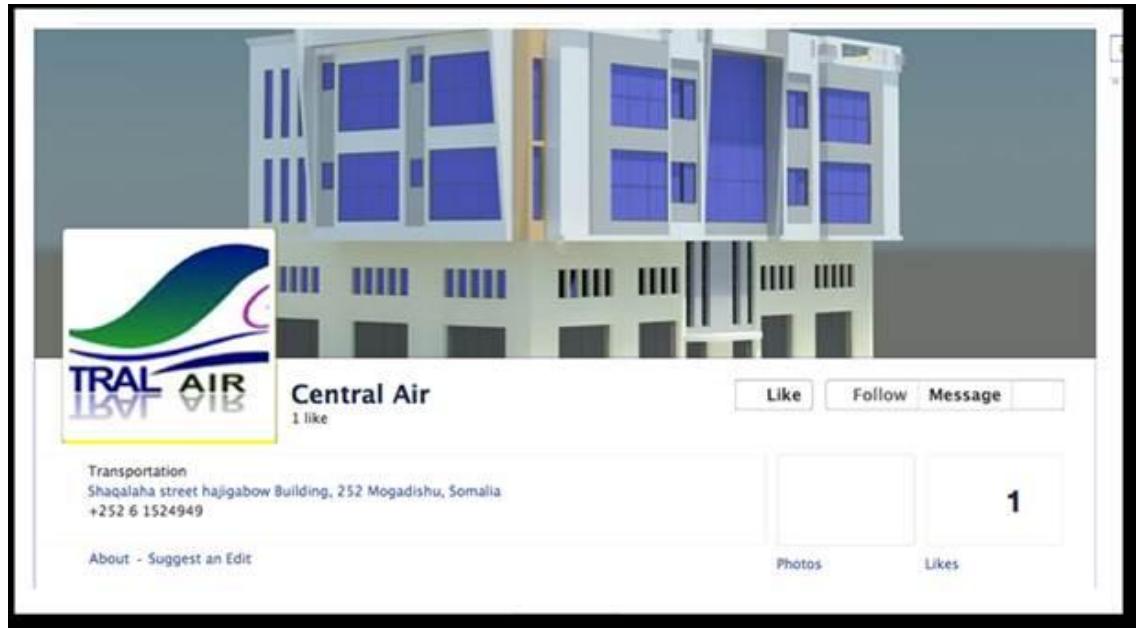 TRAL AIR
Central Air
1 like
Like
Follow
Message
Transportation
Shaqalaha street hajigabow Building, 252 Mogadishu, Somalia
+252 6 1524949
1
About - Suggest an Edit
Photos
Likes